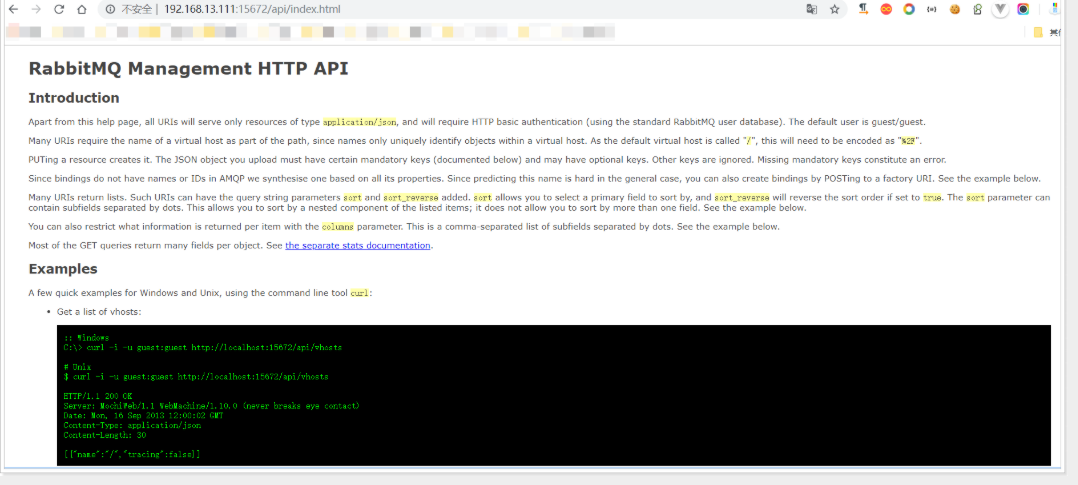 不安全 | 192.168.13.111:15672/api/index.html
RabbitMQ Management HTTP API
Introduction
Apart from this help page, all URIs will serve only resources of type application/json, and will require HTTP basic authentication (using the standard RabbitMQ user database). The default user is guest/guest.
Many URIs require the name of a virtual host as part of the path, since names only uniquely identify objects within a virtual host. As the default virtual host is called "/", this will need to be encoded as "%2F".
PUTing a resource creates it. The JSON object you upload must have certain mandatory keys (documented below) and may have optional keys. Other keys are ignored. Missing mandatory keys constitute an error.
Since bindings do not have names or IDs in AMQP we synthesise one based on all its properties. Since predicting this name is hard in the general case, you can also create bindings by POSTing to a factory URI. See the example below.
Many URIs return lists. Such URIs can have the query string parameters sort and sort_reverse added. sort allows you to select a primary field to sort by, and sort_reverse will reverse the sort order if set to true. The sort parameter can
contain subfields separated by dots. This allows you to sort by a nested component of the listed items; it does not allow you to sort by more than one field. See the example below.
You can also restrict what information is returned per item with the columns parameter. This is a comma-separated list of subfields separated by dots. See the example below.
Most of the GET queries return many fields per object. See the separate stats documentation.
Examples
A few quick examples for Windows and Unix, using the command line tool curl:
• Get a list of vhosts:
:: Windows
C:\> curl -i -u guest:guest http://localhost:15672/api/vhosts
# Unix
$ curl -i -u guest:guest http://localhost:15672/api/vhosts
HTTP/1.1 200 OK
Server: MochiWeb/1.1 WebMachine/1.10.0 (never breaks eye contact)
Date: Mon, 16 Sep 2013 12:00:02 GMT
Content-Type: application/json
Content-Length: 30
[{"name":"/","tracing":false}]